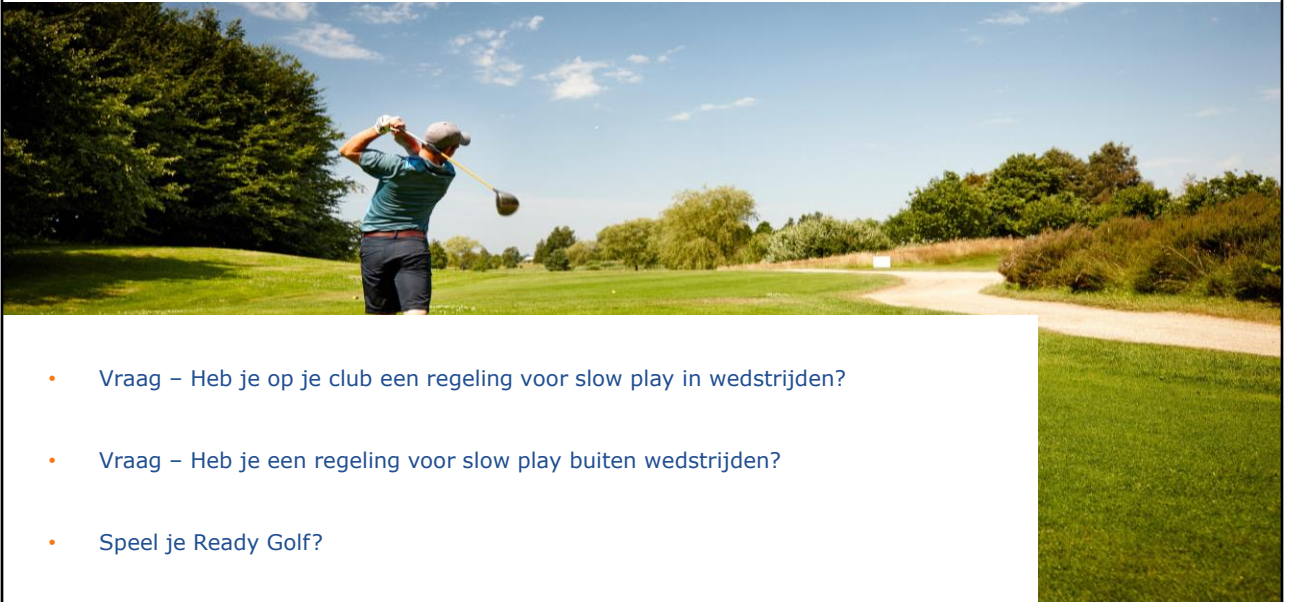 • Vraag – Heb je op je club een regeling voor slow play in wedstrijden?
• Vraag – Heb je een regeling voor slow play buiten wedstrijden?
• Speel je Ready Golf?